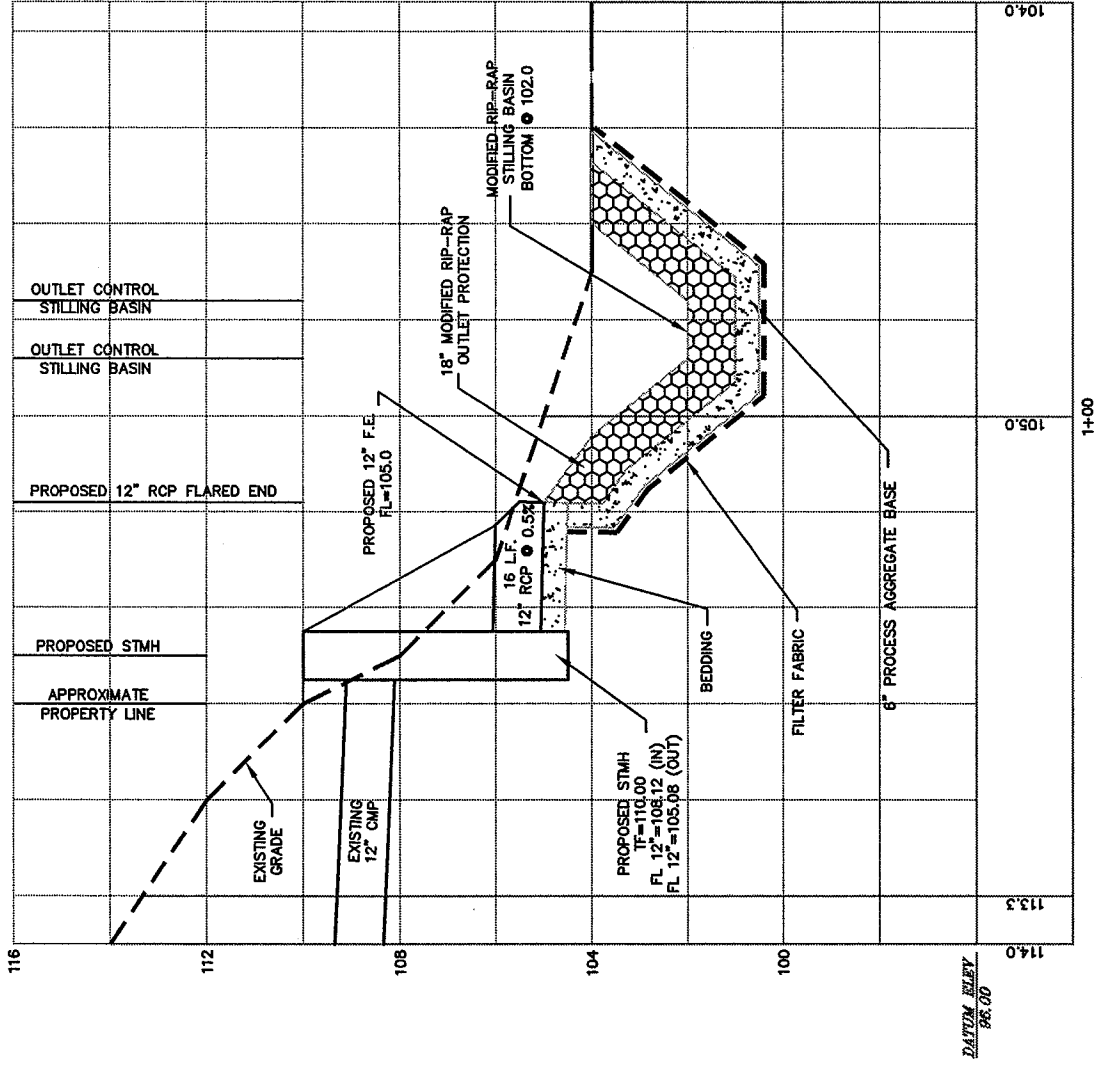 116
112
108
104
100
DATUM ELEV
96.00
OUTLET CONTROL
STILLING BASIN
OUTLET CONTROL
STILLING BASIN
PROPOSED 12" RCP FLARED END
PROPOSED STMH
APPROXIMATE
PROPERTY LINE
MODIFIED RIP-RAP
STILLING BASIN
BOTTOM @ 102.0
18" MODIFIED RIP-RAP
OUTLET PROTECTION
PROPOSED 12" F.E.
FL=105.0
16 L.F.
12" RCP @ 0.5%
EXISTING
GRADE
EXISTING
12" CMP
PROPOSED STMH
TF=110.00
FL 12"=108.12 (IN)
FL 12"=105.08 (OUT)
BEDDING
FILTER FABRIC
6" PROCESS AGGREGATE BASE
114.0
113.3
105.0
104.0
1+00